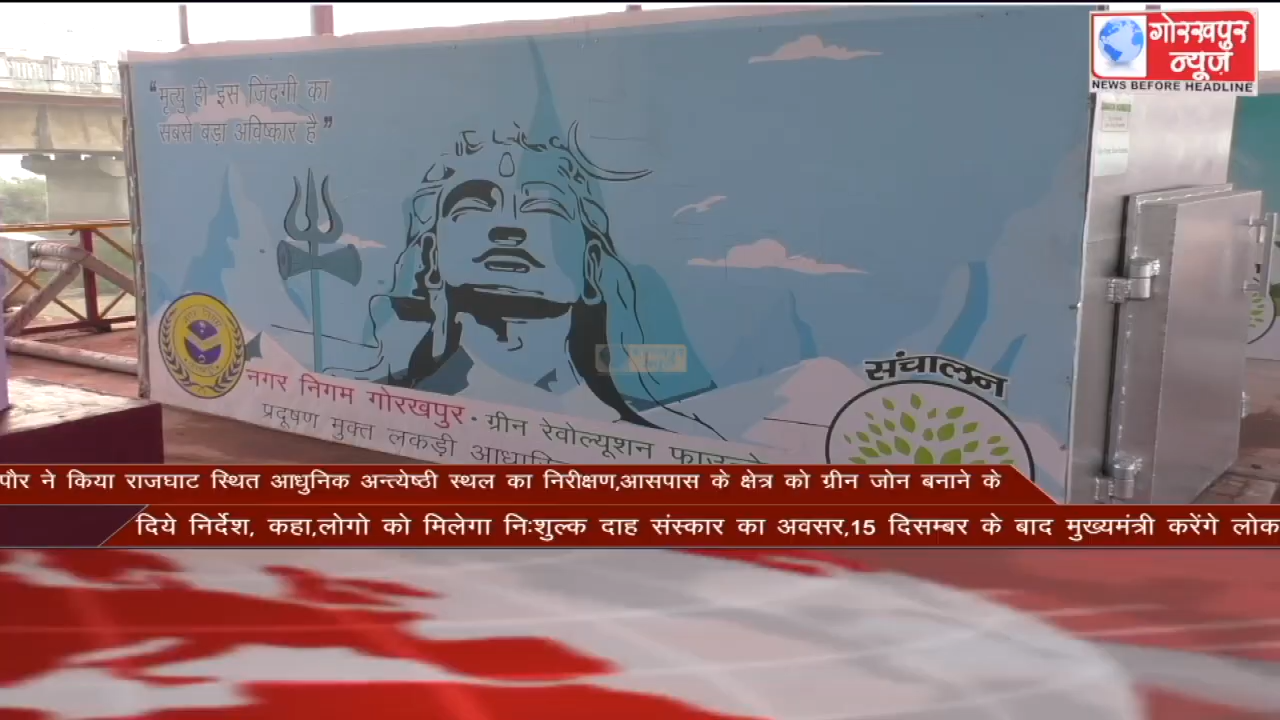 गोरखपुर
न्यूज़
NEWS BEFORE HEADLINE
“मृत्यु ही इस जिंदगी का
सबसे बड़ा अविष्कार है”
संचालन
नगर निगम गोरखपुर · ग्रीन रेवोल्यूशन
प्रदूषण मुक्त लकड़ी
पौर ने किया राजघाट स्थित आधुनिक अन्त्येष्ठी स्थल का निरीक्षण,आसपास के क्षेत्र को ग्रीन जोन बनाने के
दिये निर्देश, कहा,लोगो को मिलेगा निःशुल्क दाह संस्कार का अवसर,15 दिसम्बर के बाद मुख्यमंत्री करेंगे लोक